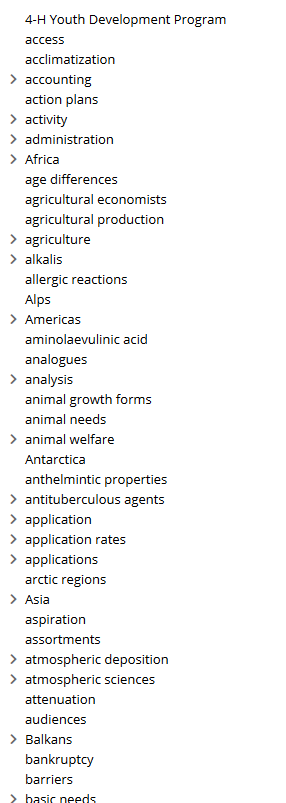 4-H Youth Development Program
access
acclimatization
accounting
action plans
activity
administration
Africa
age differences
agricultural economists
agricultural production
agriculture
alkalis
allergic reactions
Alps
Americas
aminolaevulinic acid
analogues
analysis
animal growth forms
animal needs
animal welfare
Antarctica
anthelmintic properties
antituberculous agents
application
application rates
applications
arctic regions
Asia
aspiration
assortments
atmospheric deposition
atmospheric sciences
attenuation
audiences
Balkans
bankruptcy
barriers
basic needs